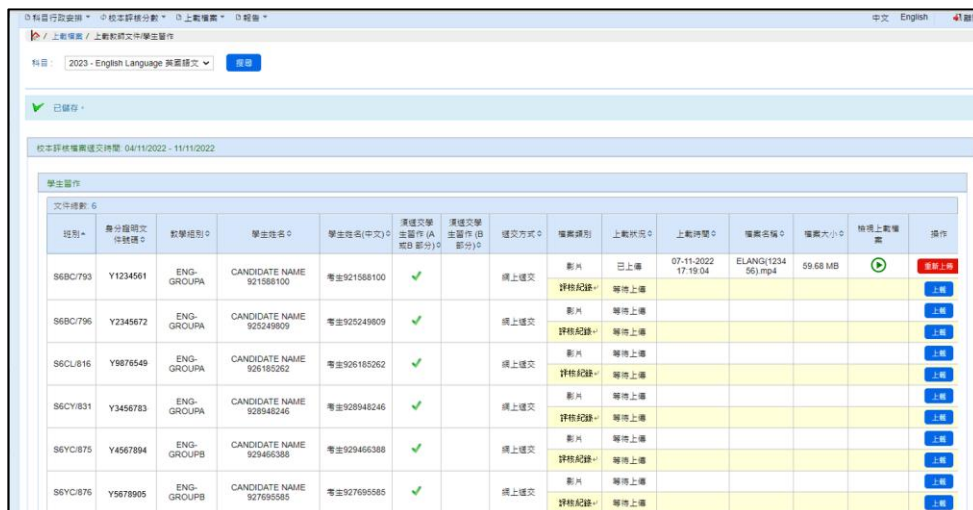 科目行政安排 校本評核分數 上載檔案 報告 中文 English
/ 上載檔案 / 上載教師文件/學生習作
科目： 2023 - English Language 英國語文 搜尋
已儲存。
校本評核檔案遞交時間: 04/11/2022 - 11/11/2022
學生習作
文件總數: 6
班別 身分證明文件號碼 教學組別 學生姓名 學生姓名(中文) 須遞交學生習作 (A 或B 部分) 須遞交學生習作 (B 部分) 遞交方式 檔案類別 上載狀況 上載時間 檔案名稱 檔案大小 檢視上載檔案 操作
S6BC/793 Y1234561 ENG-GROUPA CANDIDATE NAME 921588100 考生921588100 網上遞交 影片 已上傳 07-11-2022 17:19:04 ELANG(123456).mp4 59.68 MB 重新上傳
評核紀錄 等待上傳 上載
S6BC/796 Y2345672 ENG-GROUPA CANDIDATE NAME 925249809 考生925249809 網上遞交 影片 等待上傳 上載
評核紀錄 等待上傳 上載
S6CL/816 Y9876549 ENG-GROUPA CANDIDATE NAME 926185262 考生926185262 網上遞交 影片 等待上傳 上載
評核紀錄 等待上傳 上載
S6CY/831 Y3456783 ENG-GROUPA CANDIDATE NAME 928948246 考生928948246 網上遞交 影片 等待上傳 上載
評核紀錄 等待上傳 上載
S6YC/875 Y4567894 ENG-GROUPB CANDIDATE NAME 929466388 考生929466388 網上遞交 影片 等待上傳 上載
評核紀錄 等待上傳 上載
S6YC/876 Y5678905 ENG-GROUPB CANDIDATE NAME 927695585 考生927695585 網上遞交 影片 等待上傳 上載
評核紀錄 等待上傳 上載